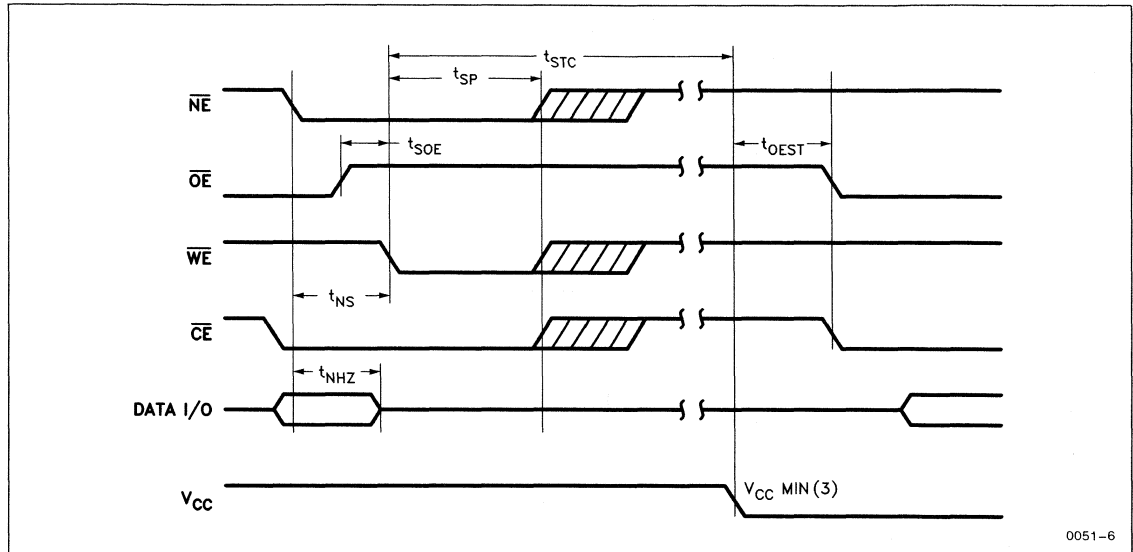 tSTC
tSP
NE
tSOE
tOEST
OE
WE
tNS
CE
tNHZ
DATA I/O
VCC
VCC MIN (3)
0051-6